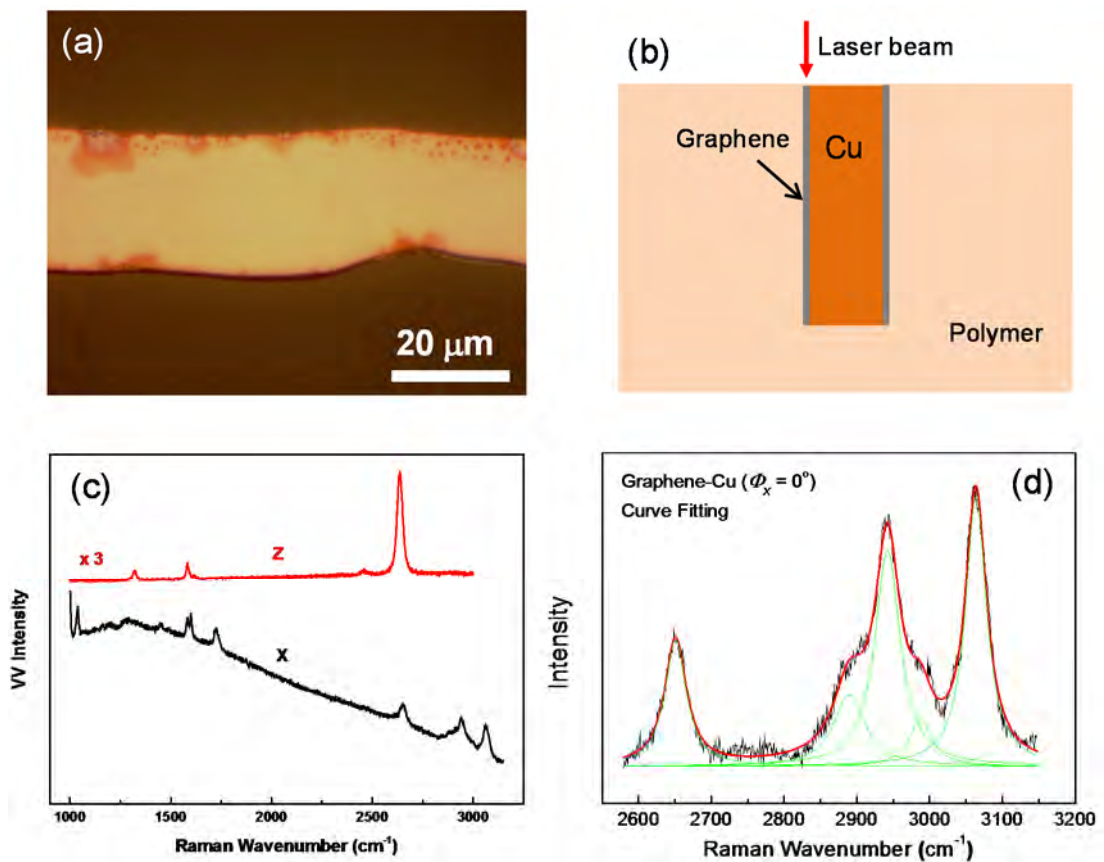 (a)
20 μm
(b)
Laser beam
Graphene
Cu
Polymer
(c)
x 3
Z
X
VV Intensity
1000 1500 2000 2500 3000
Raman Wavenumber (cm⁻¹)
(d)
Graphene-Cu (Φₓ = 0°)
Curve Fitting
Intensity
2600 2700 2800 2900 3000 3100 3200
Raman Wavenumber (cm⁻¹)